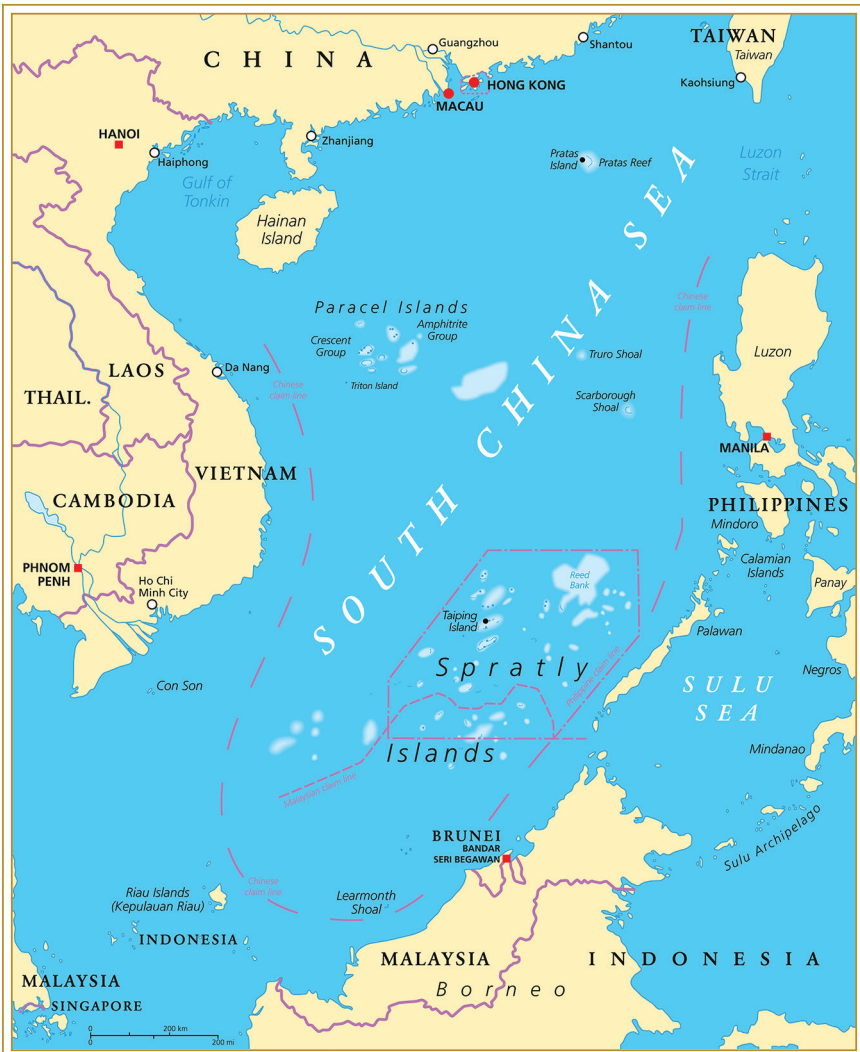 CHINA
Guangzhou
Shantou
TAIWAN
Taiwan
Kaohsiung
HONG KONG
MACAU
HANOI
Haiphong
Zhanjiang
Gulf of
Tonkin
Hainan
Island
Pratas
Island
Pratas Reef
Luzon
Strait
SOUTH CHINA SEA
Paracel Islands
Crescent
Group
Amphitrite
Group
Triton Island
Chinese
claim line
Truro Shoal
Scarborough
Shoal
Chinese
claim line
Luzon
LAOS
Da Nang
THAIL.
VIETNAM
CAMBODIA
MANILA
PHILIPPINES
Mindoro
Calamian
Islands
Panay
PHNOM
PENH
Ho Chi
Minh City
Reed
Bank
Taiping
Island
Palawan
Spratly
Islands
Philippine claim line
Negros
Con Son
SULU
SEA
Mindanao
Malaysian claim line
Sulu Archipelago
BRUNEI
BANDAR
SERI BEGAWAN
Chinese
claim line
Riau Islands
(Kepulauan Riau)
Learmonth
Shoal
INDONESIA
MALAYSIA
INDONESIA
Borneo
MALAYSIA
SINGAPORE
0
200 km
0
200 mi